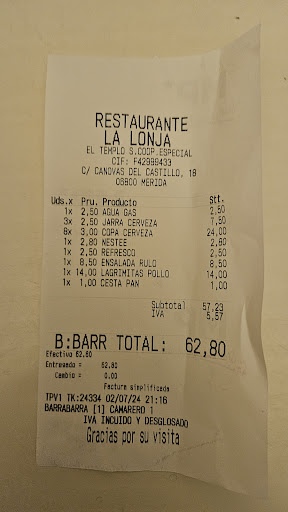 RESTAURANTE
LA LONJA
EL TEMPLO S.COOP.ESPECIAL
CIF: F42999433
C/ CANOVAS DEL CASTILLO, 18
06800 MERIDA
Uds.x Pru. Producto Stt.
1x 2,50 AGUA GAS 2,50
3x 2,50 JARRA CERVEZA 7,50
8x 3,00 COPA CERVEZA 24,00
1x 2,80 NESTEE 2,80
1x 2,50 REFRESCO 2,50
1x 8,50 ENSALADA RULO 8,50
1x 14,00 LAGRIMITAS POLLO 14,00
1x 1,00 CESTA PAN 1,00
Subtotal 57,23
IVA 5,57
B:BARR TOTAL: 62,80
Efectivo 62.80
Entregado = 62.80
Cambio = 0.00
Factura simplificada
TPV1 TK:24334 02/07/24 21:16
BARRABARRA [1] CAMARERO 1
IVA INCUIDO Y DESGLOSADO
Gracias por su visita